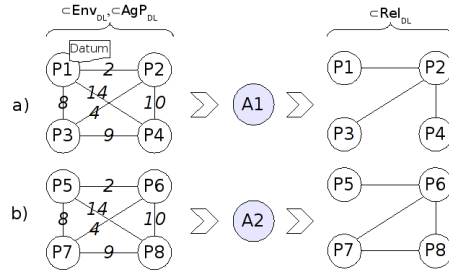 ⊂Env_DL,⊂AgP_DL
⊂Rel_DL
Datum
P1 2 P2
P1 P2
a)
8 14 4 10
A1
P3 9 P4
P3 P4
P5 2 P6
P5 P6
b)
8 14 4 10
A2
P7 9 P8
P7 P8